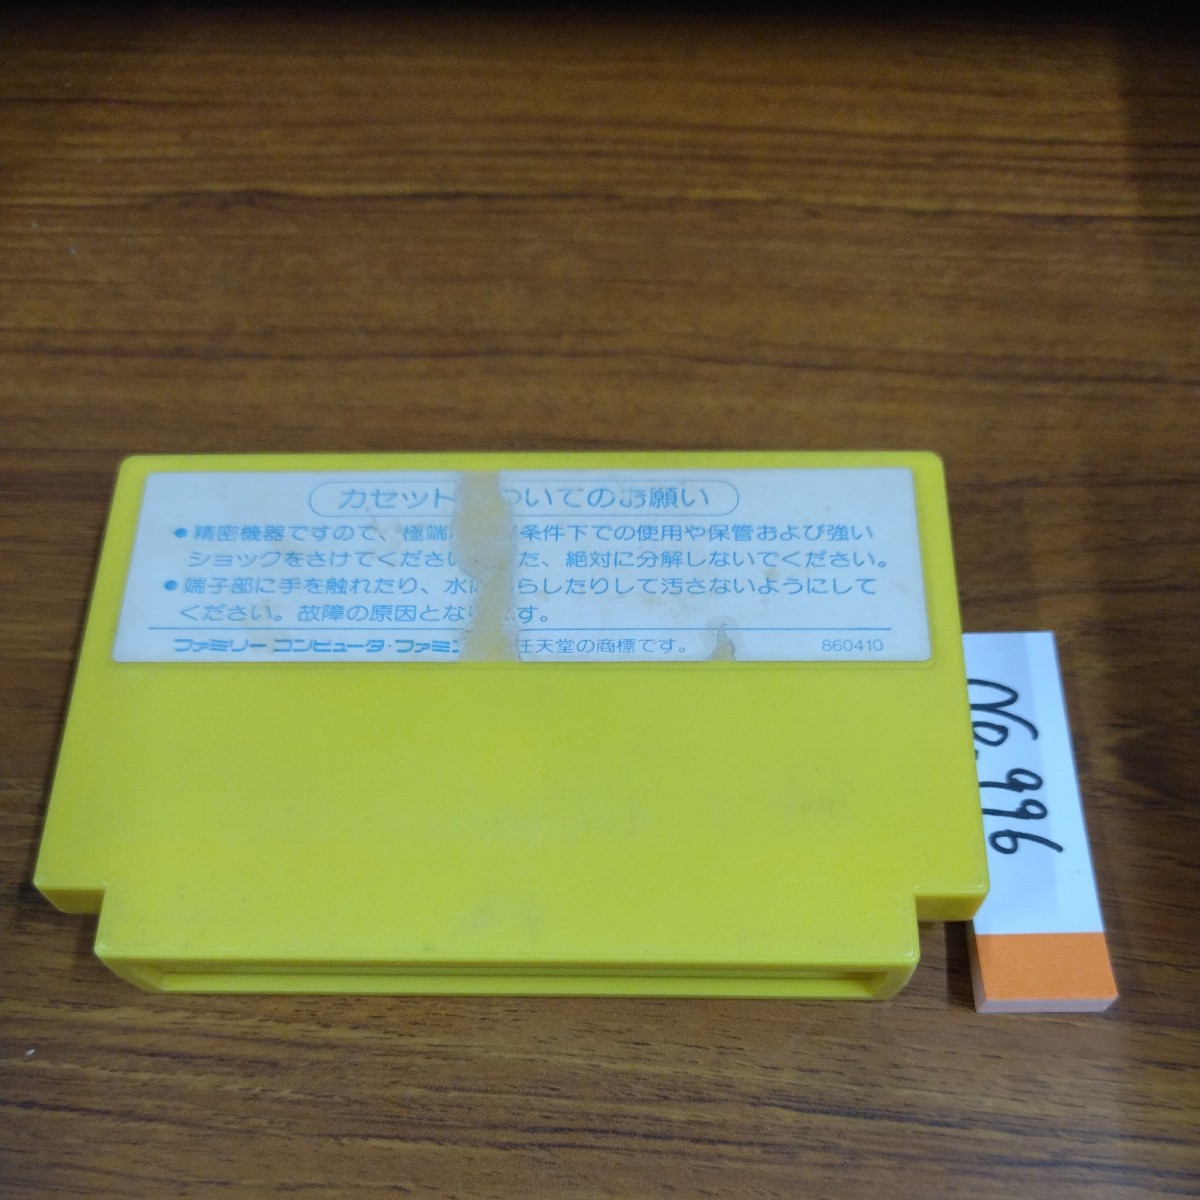 カセット ついてのお願い
●精密機器ですので、極端 条件下での使用や保管および強い
ショックをさけてくださ た、絶対に分解しないでください。
●端子部に手を触れたり、水に らしたりして汚さないようにして
ください。故障の原因とな ます。
ファミリー コンピュータ・ファミコ 任天堂の商標です。 860410
No.996